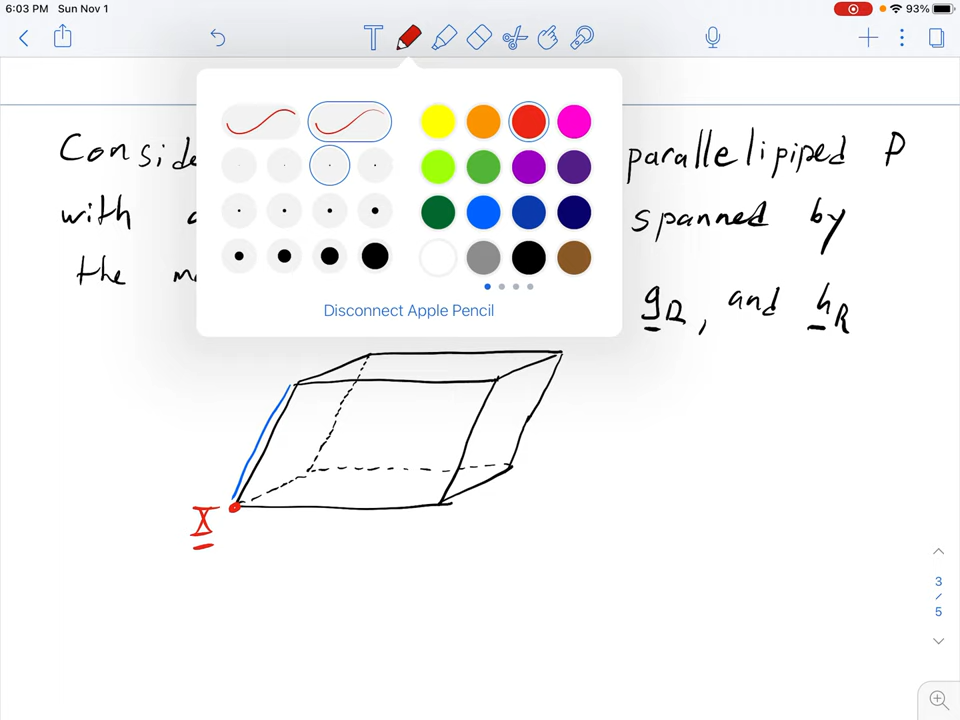 6:03 PM Sun Nov 1 93%
parallelipiped P
with spanned by
the
Disconnect Apple Pencil
g_R, and h_R
X
3
/
5